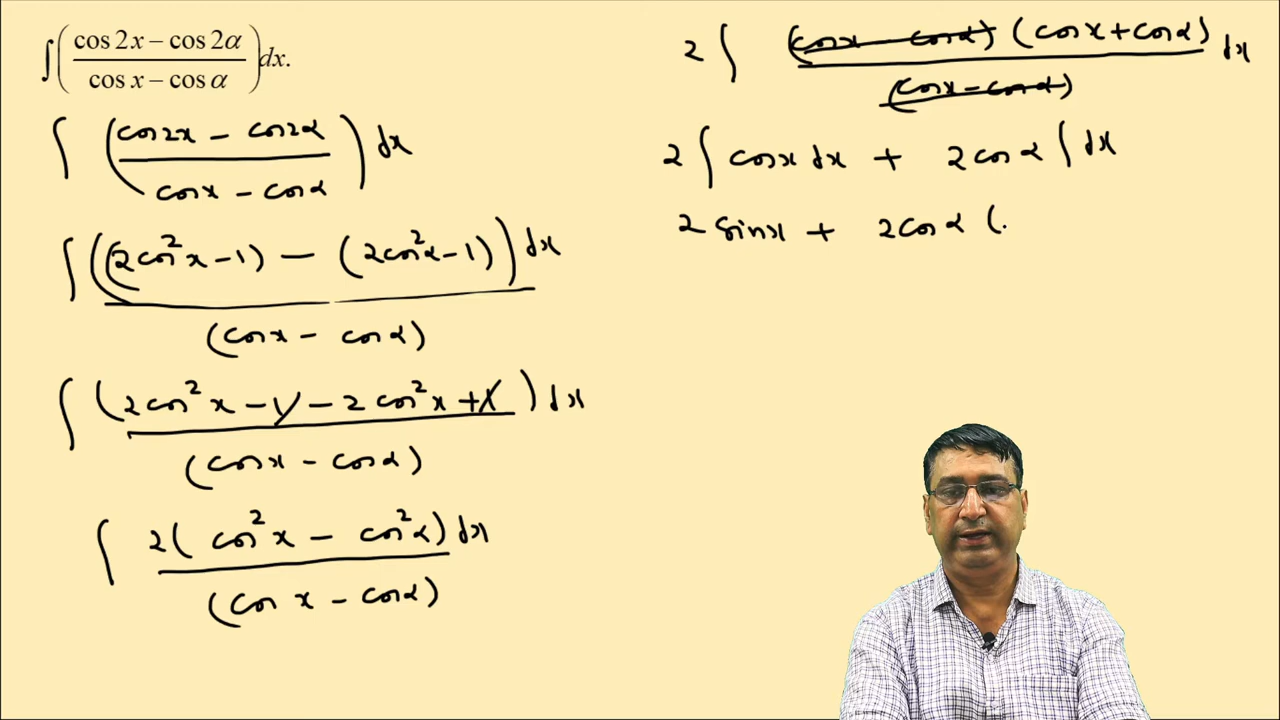 ∫((cos 2x − cos 2α)/(cos x − cos α))dx.
∫ ((cos2x − cos2α)/(cosx − cosα)) dx
∫ ((2cos²x−1) − (2cos²α−1)) dx / (cosx − cosα)
∫ (2cos²x − 1 − 2cos²x + 1) dx / (cosx − cosα)
∫ 2(cos²x − cos²α) dx / (cosx − cosα)
2 ∫ (cosx − cosα)(cosx + cosα) / (cosx − cosα) dx
2 ∫ cosx dx + 2cosα ∫ dx
2 sinx + 2cosα (